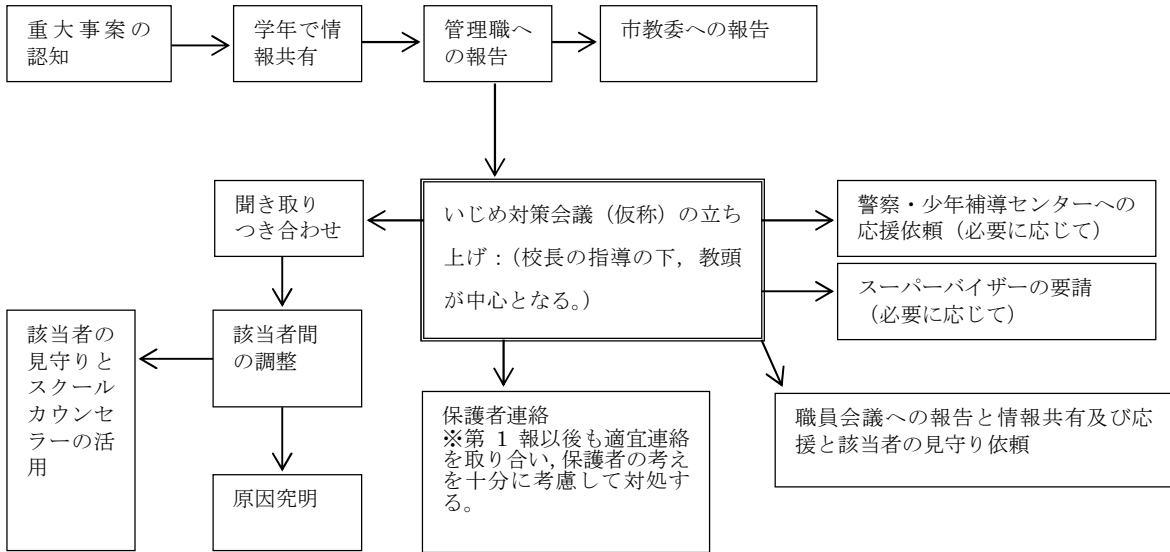 重大事案の
認知
学年で情
報共有
管理職へ
の報告
市教委への報告
聞き取り
つき合わせ
いじめ対策会議（仮称）の立ち
上げ：（校長の指導の下，教頭
が中心となる。）
警察・少年補導センターへの
応援依頼（必要に応じて）
スーパーバイザーの要請
（必要に応じて）
該当者の
見守りと
スクール
カウンセ
ラーの活
用
該当者間
の調整
原因究明
保護者連絡
※第 1 報以後も適宜連絡
を取り合い，保護者の考え
を十分に考慮して対処す
る。
職員会議への報告と情報共有及び応
援と該当者の見守り依頼